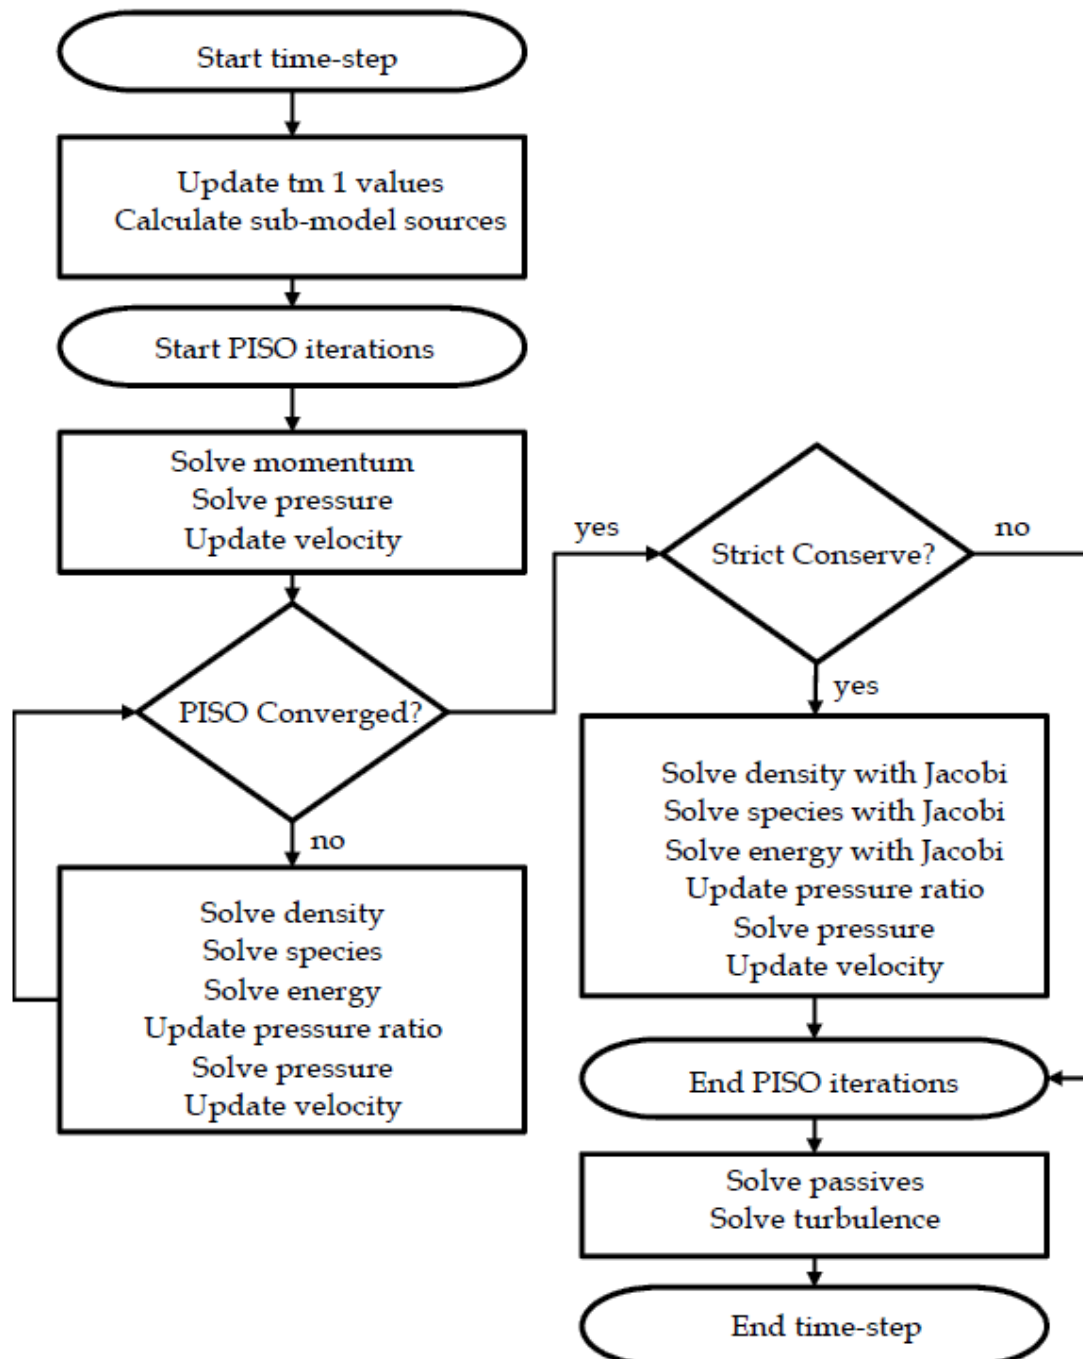 Start time-step
Update tm 1 values
Calculate sub-model sources
Start PISO iterations
Solve momentum
Solve pressure
Update velocity
PISO Converged?
no
Solve density
Solve species
Solve energy
Update pressure ratio
Solve pressure
Update velocity
yes
Strict Conserve?
no
yes
Solve density with Jacobi
Solve species with Jacobi
Solve energy with Jacobi
Update pressure ratio
Solve pressure
Update velocity
End PISO iterations
Solve passives
Solve turbulence
End time-step